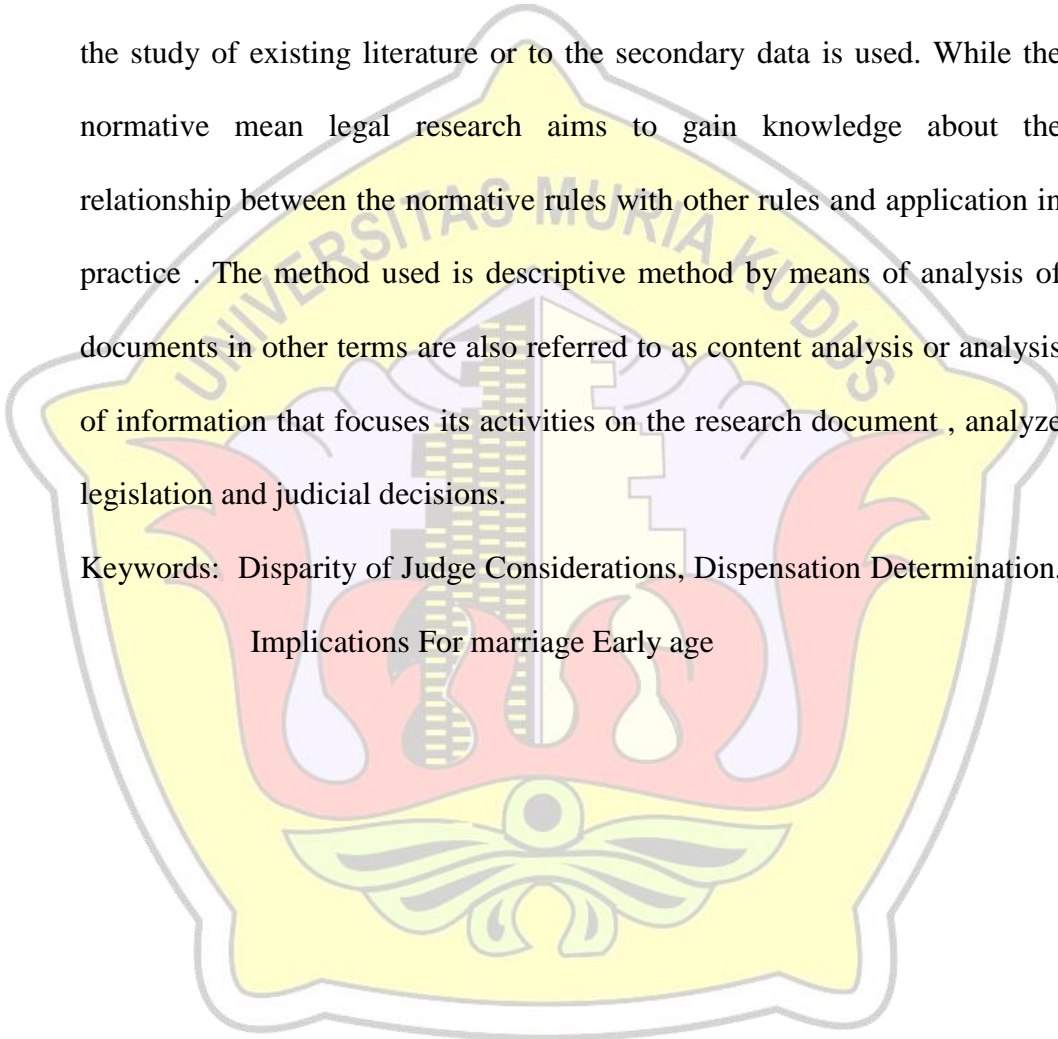 the study of existing literature or to the secondary data is used. While the
normative mean legal research aims to gain knowledge about the
relationship between the normative rules with other rules and application in
practice . The method used is descriptive method by means of analysis of
documents in other terms are also referred to as content analysis or analysis
of information that focuses its activities on the research document , analyze
legislation and judicial decisions.
Keywords: Disparity of Judge Considerations, Dispensation Determination,
Implications For marriage Early age
UNIVERSITAS MURIA KUDUS